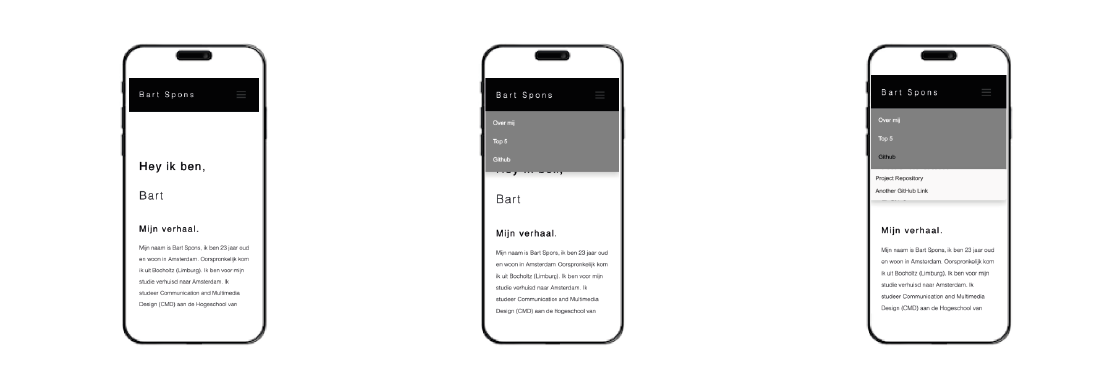 Bart Spons
Hey ik ben,
Bart
Mijn verhaal.
Mijn naam is Bart Spons, ik ben 23 jaar oud
en woon in Amsterdam. Oorspronkelijk kom
ik uit Bocholtz (Limburg). Ik ben voor mijn
studie verhuisd naar Amsterdam. Ik
studeer Communication and Multimedia
Design (CMD) aan de Hogeschool van
Bart Spons
Over mij
Top 5
Github
Hey ik ben,
Bart
Mijn verhaal.
Mijn naam is Bart Spons, ik ben 23 jaar oud
en woon in Amsterdam Oorspronkelijk kom
ik uit Bocholtz (Limburg). Ik ben voor mijn
studie verhuisd naar Amsterdam. Ik
studeer Communication and Multimedia
Design (CMD) aan de Hogeschool van
Bart Spons
Over mij
Top 5
Github
Project Repository
Another GitHub Link
Mijn verhaal.
Mijn naam is Bart Spons, ik ben 23 jaar oud
en woon in Amsterdam. Oorspronkelijk kom
ik uit Bocholtz (Limburg). Ik ben voor mijn
studie verhuisd naar Amsterdam. Ik
studeer Communication and Multimedia
Design (CMD) aan de Hogeschool van